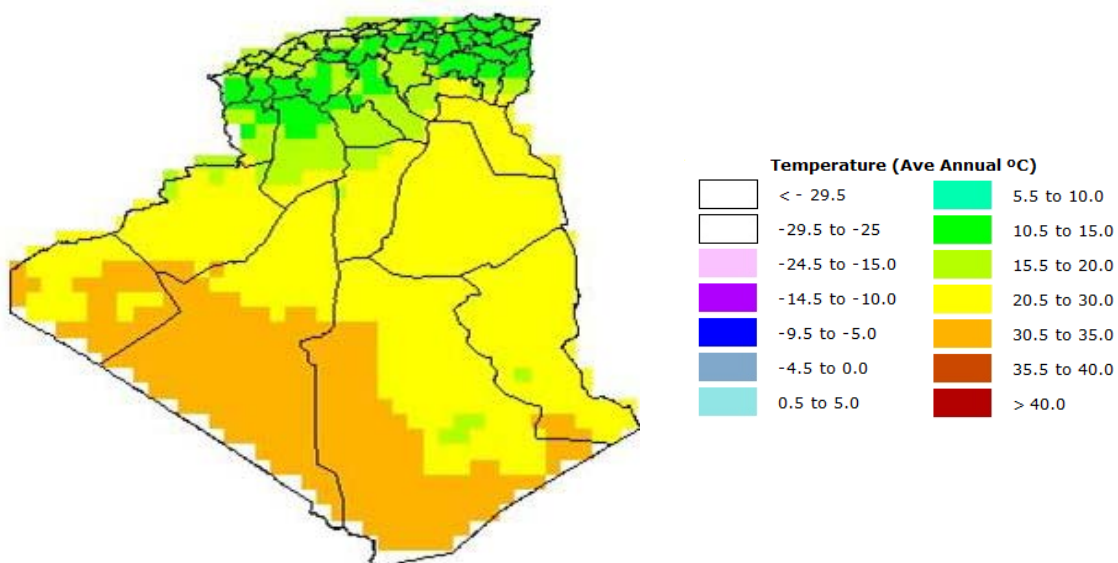 Temperature (Ave Annual ºC)
< - 29.5
-29.5 to -25
-24.5 to -15.0
-14.5 to -10.0
-9.5 to -5.0
-4.5 to 0.0
0.5 to 5.0
5.5 to 10.0
10.5 to 15.0
15.5 to 20.0
20.5 to 30.0
30.5 to 35.0
35.5 to 40.0
> 40.0